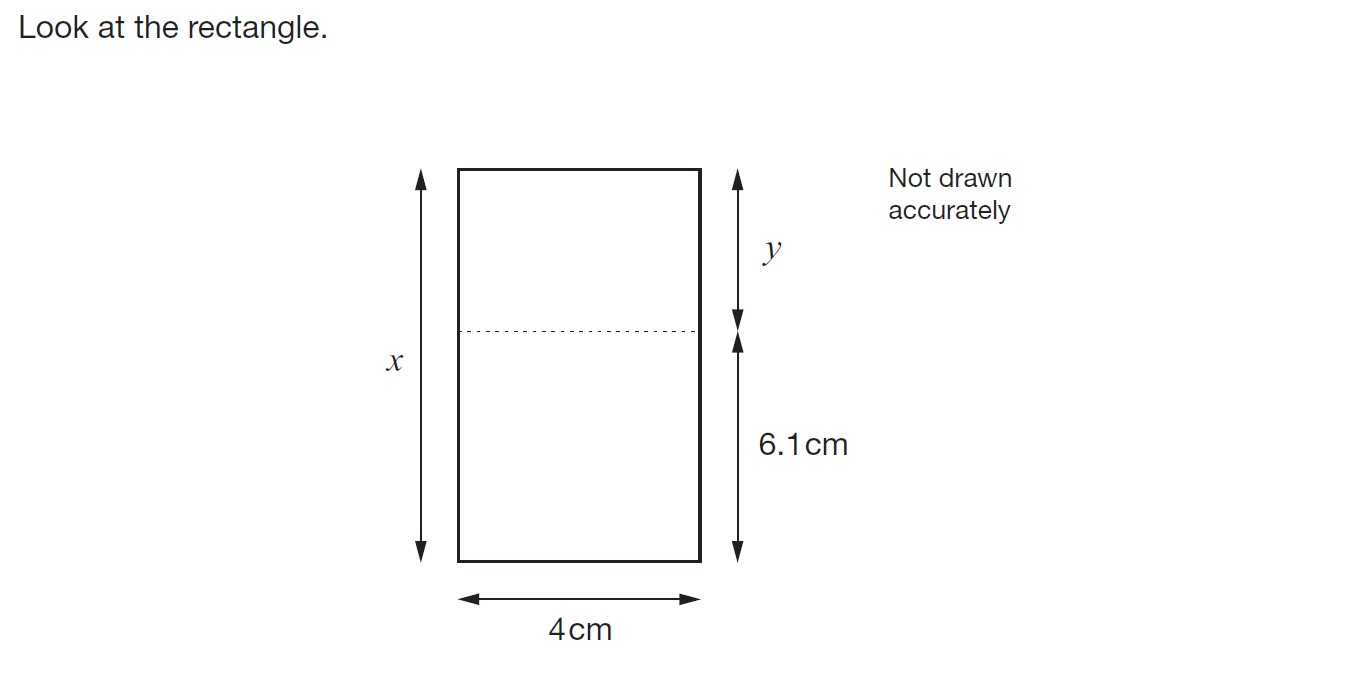 Look at the rectangle.
Not drawn
accurately
y
x
6.1cm
4cm